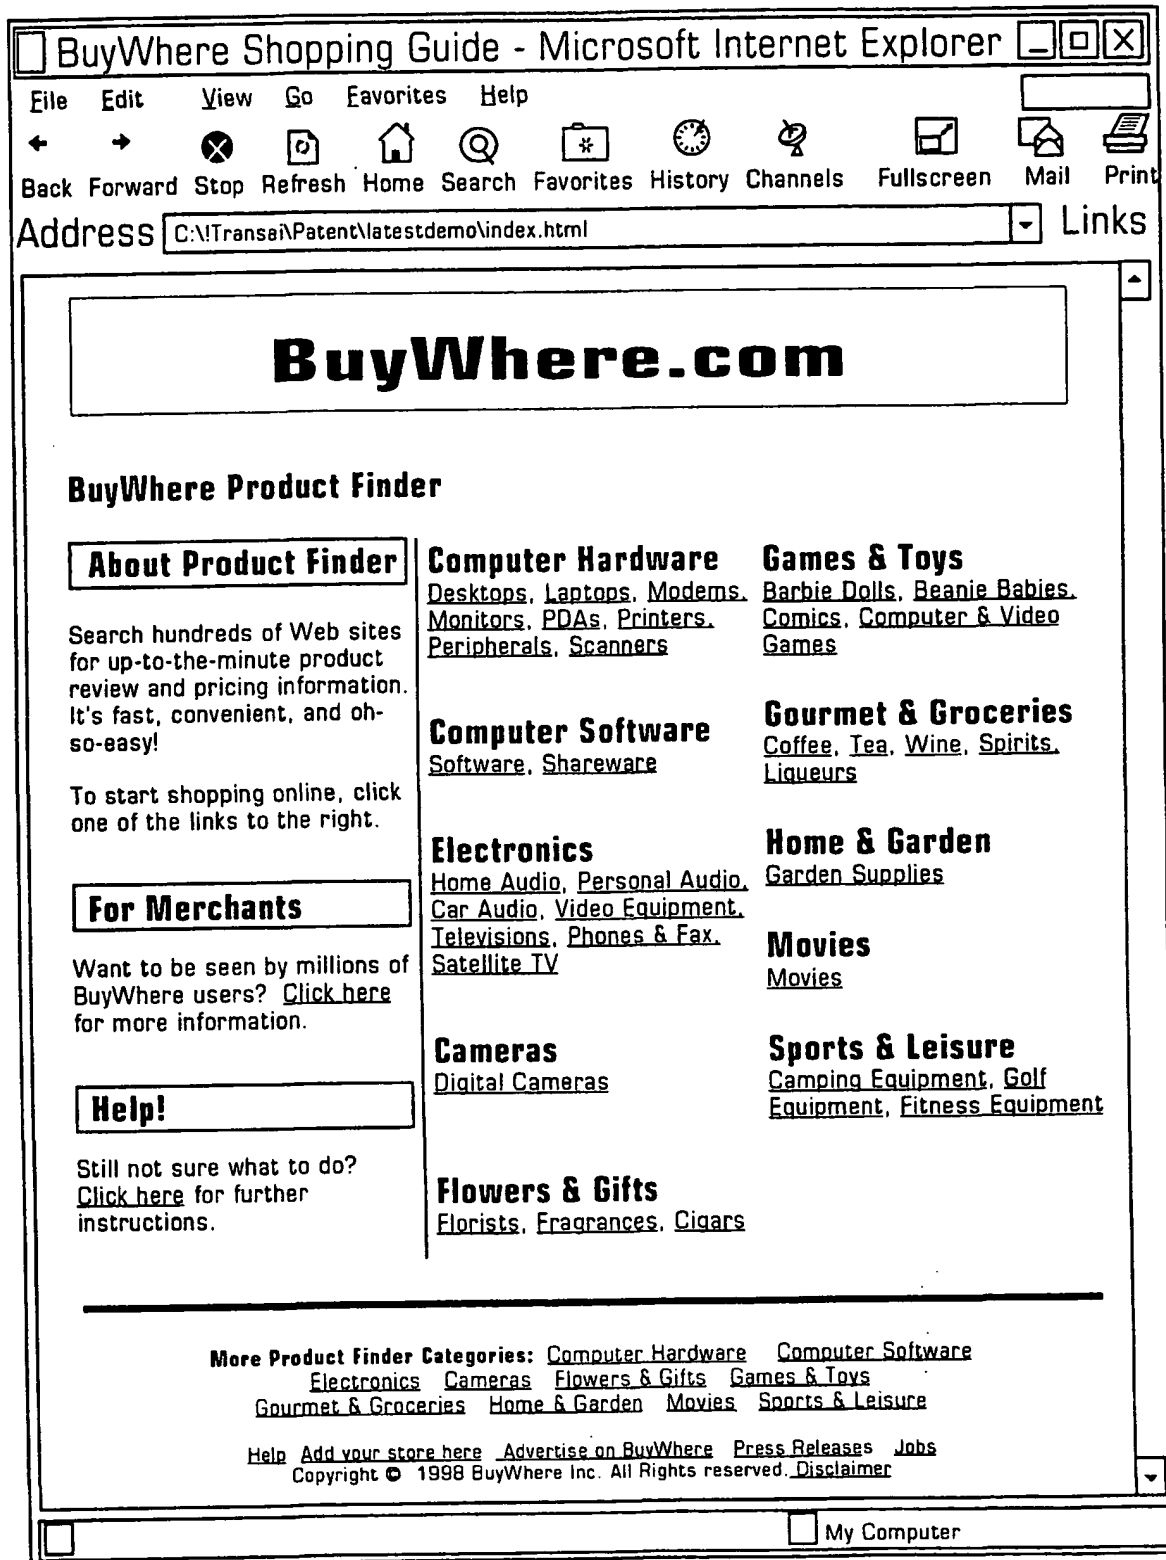 BuyWhere Shopping Guide - Microsoft Internet Explorer
File Edit View Go Favorites Help
Back Forward Stop Refresh Home Search Favorites History Channels Fullscreen Mail Print
Address C:\!Transai\Patent\latestdemo\index.html Links
BuyWhere.com
BuyWhere Product Finder
About Product Finder
Search hundreds of Web sites
for up-to-the-minute product
review and pricing information.
It's fast, convenient, and oh-
so-easy!
To start shopping online, click
one of the links to the right.
For Merchants
Want to be seen by millions of
BuyWhere users? Click here
for more information.
Help!
Still not sure what to do?
Click here for further
instructions.
Computer Hardware
Desktops, Laptops, Modems,
Monitors, PDAs, Printers,
Peripherals, Scanners
Computer Software
Software, Shareware
Electronics
Home Audio, Personal Audio,
Car Audio, Video Equipment,
Televisions, Phones & Fax,
Satellite TV
Cameras
Digital Cameras
Flowers & Gifts
Florists, Fragrances, Cigars
Games & Toys
Barbie Dolls, Beanie Babies,
Comics, Computer & Video
Games
Gourmet & Groceries
Coffee, Tea, Wine, Spirits,
Liqueurs
Home & Garden
Garden Supplies
Movies
Movies
Sports & Leisure
Camping Equipment, Golf
Equipment, Fitness Equipment
More Product Finder Categories: Computer Hardware Computer Software
Electronics Cameras Flowers & Gifts Games & Toys
Gourmet & Groceries Home & Garden Movies Sports & Leisure
Help Add your store here Advertise on BuyWhere Press Releases Jobs
Copyright © 1998 BuyWhere Inc. All Rights reserved. Disclaimer
My Computer